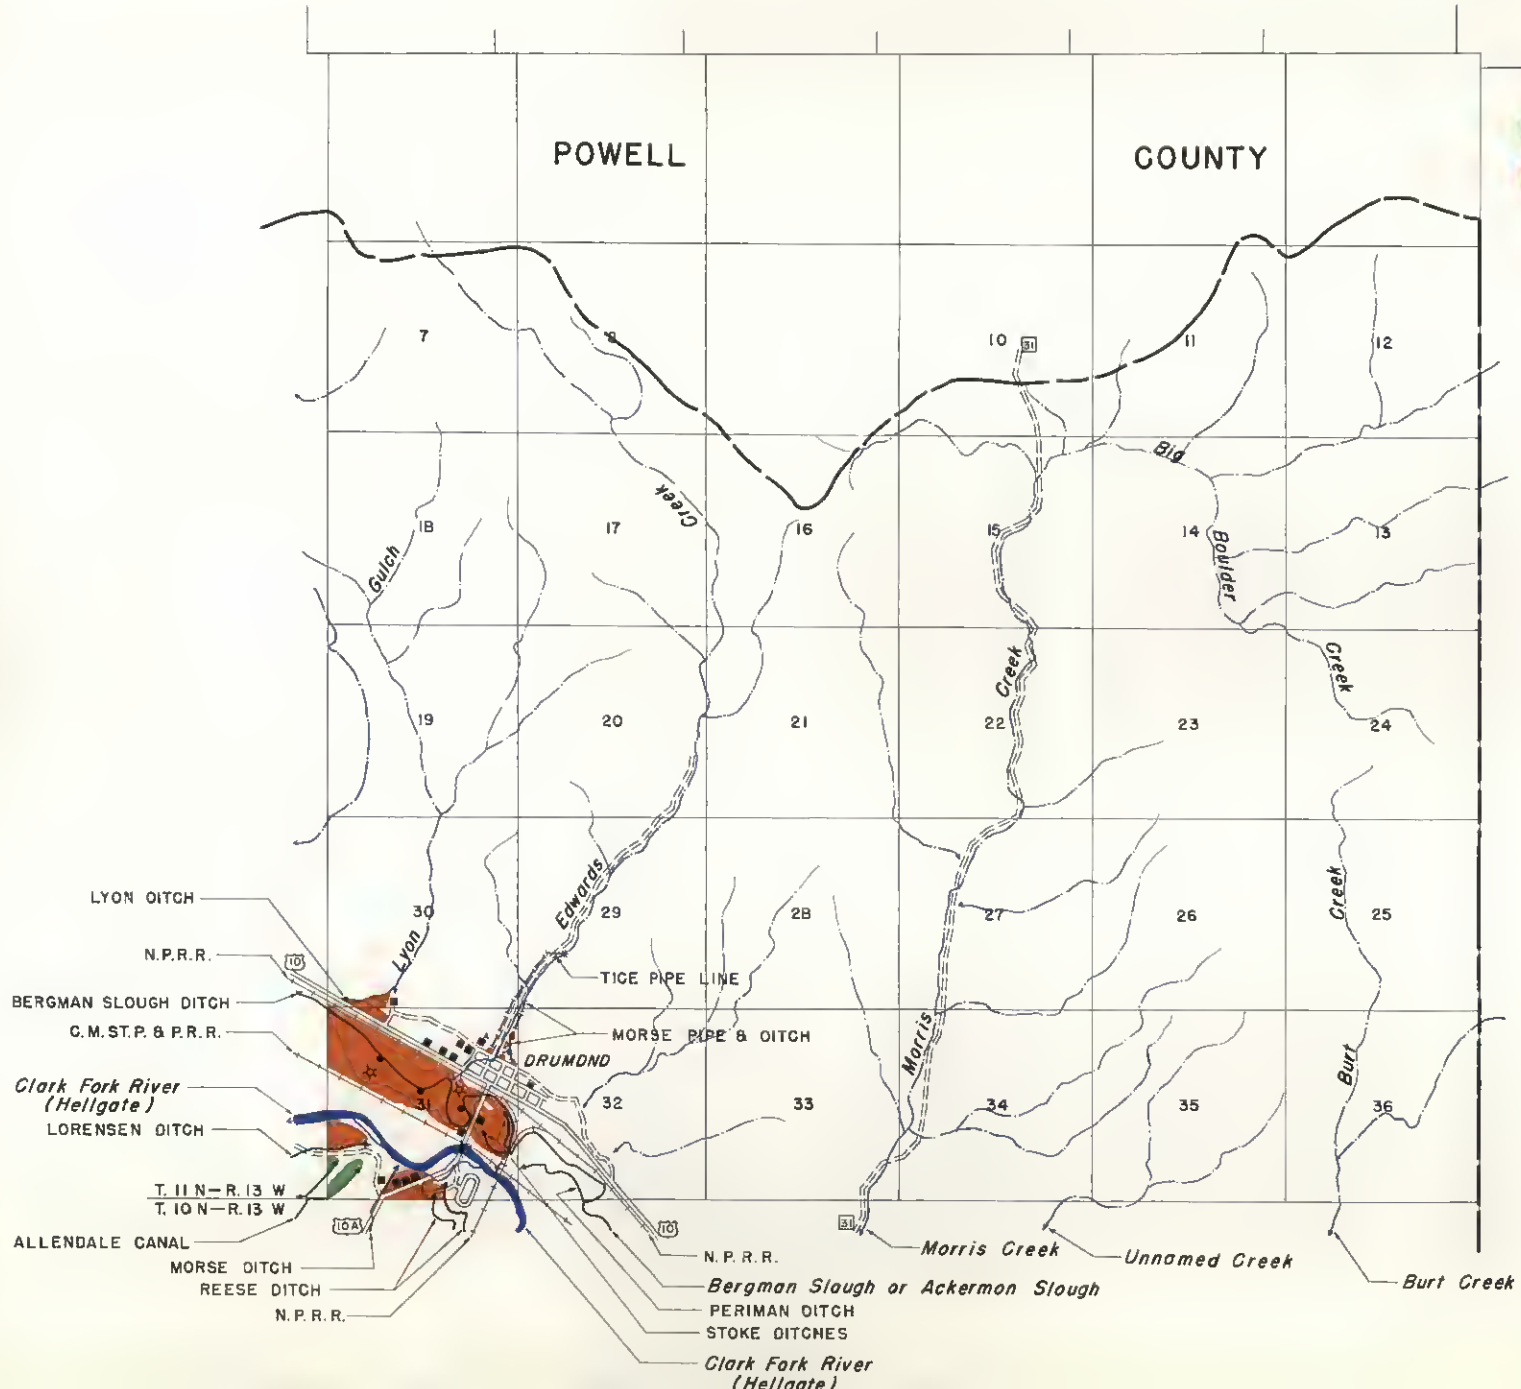 POWELL COUNTY
7 8 10 31 11 12
Big
Creek
18 17 16 15 14 13
Gulch
Boulder
Creek
Creek
19 20 21 22 23 24
Edwards
Creek
LYON DITCH
30 29 28 27 26 25
Lyon
N.P.R.R.
10
TIGE PIPE LINE
BERGMAN SLOUGH DITCH
C.M.ST.P. & P.R.R.
MORSE PIPE & DITCH
DRUMOND
Morris
Burt
Clark Fork River
(Hellgate)
31 32 33 34 35 36
LORENSEN DITCH
T. 11 N–R. 13 W
T. 10 N–R. 13 W
10A
10
31
ALLENDALE CANAL
Morris Creek
Unnamed Creek
N.P.R.R.
MORSE DITCH
Burt Creek
REESE DITCH
Bergman Slough or Ackermon Slough
N.P.R.R.
PERIMAN DITCH
STOKE DITCHES
Clark Fork River
(Hellgate)